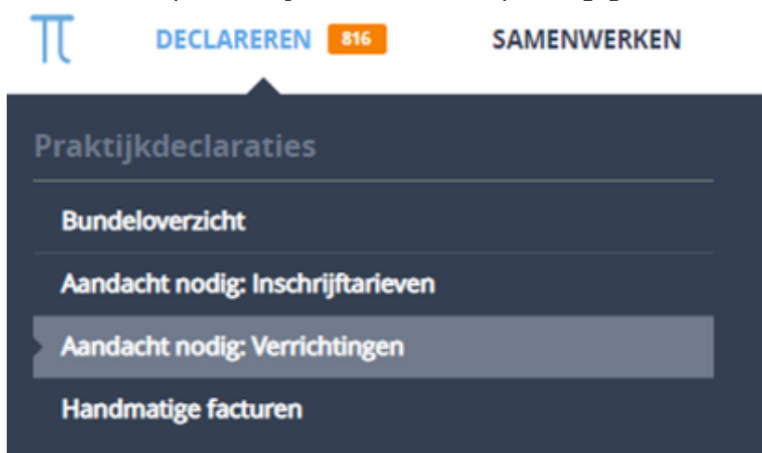 DECLAREREN 816 SAMENWERKEN
Praktijkdeclaraties
Bundeloverzicht
Aandacht nodig: Inschrijftarieven
Aandacht nodig: Verrichtingen
Handmatige facturen